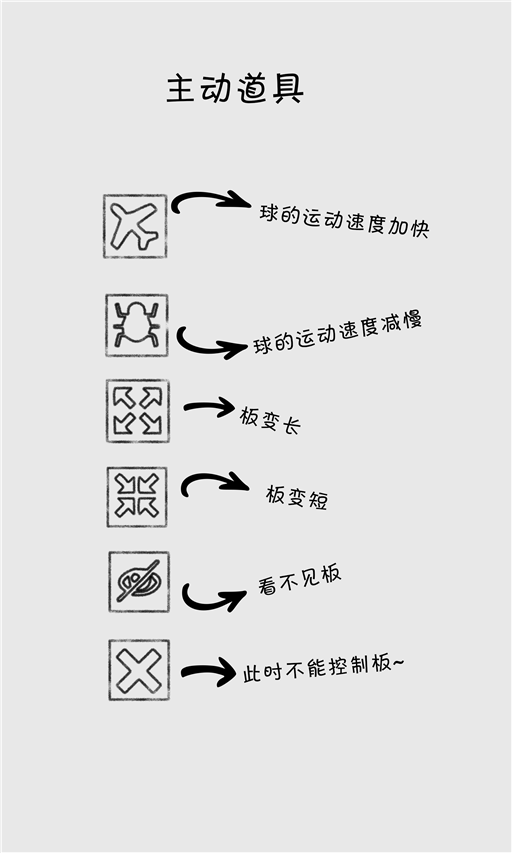 主动道具
球的运动速度加快
球的运动速度减慢
板变长
板变短
看不见板
此时不能控制板~